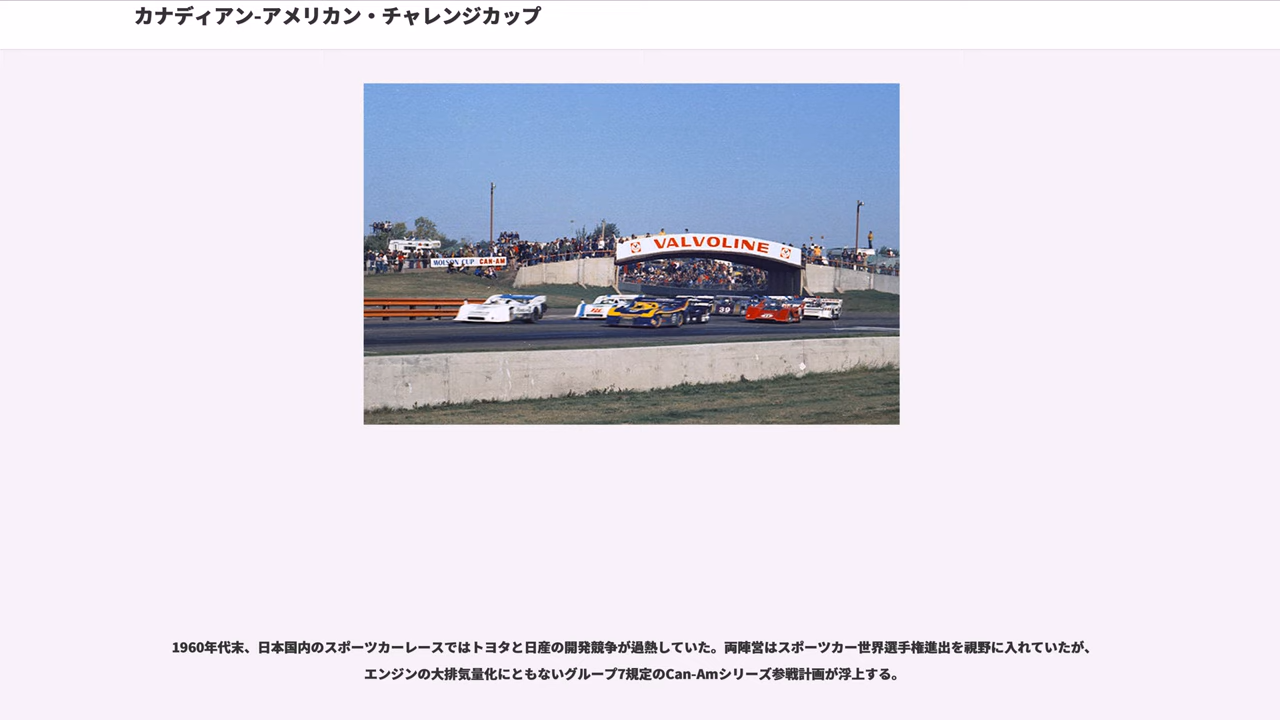 カナディアン-アメリカン・チャレンジカップ
VALVOLINE
MOLSON CUP CAN-AM
39
1960年代末、日本国内のスポーツカーレースではトヨタと日産の開発競争が過熱していた。両陣営はスポーツカー世界選手権進出を視野に入れていたが、
エンジンの大排気量化にともないグループ7規定のCan-Amシリーズ参戦計画が浮上する。